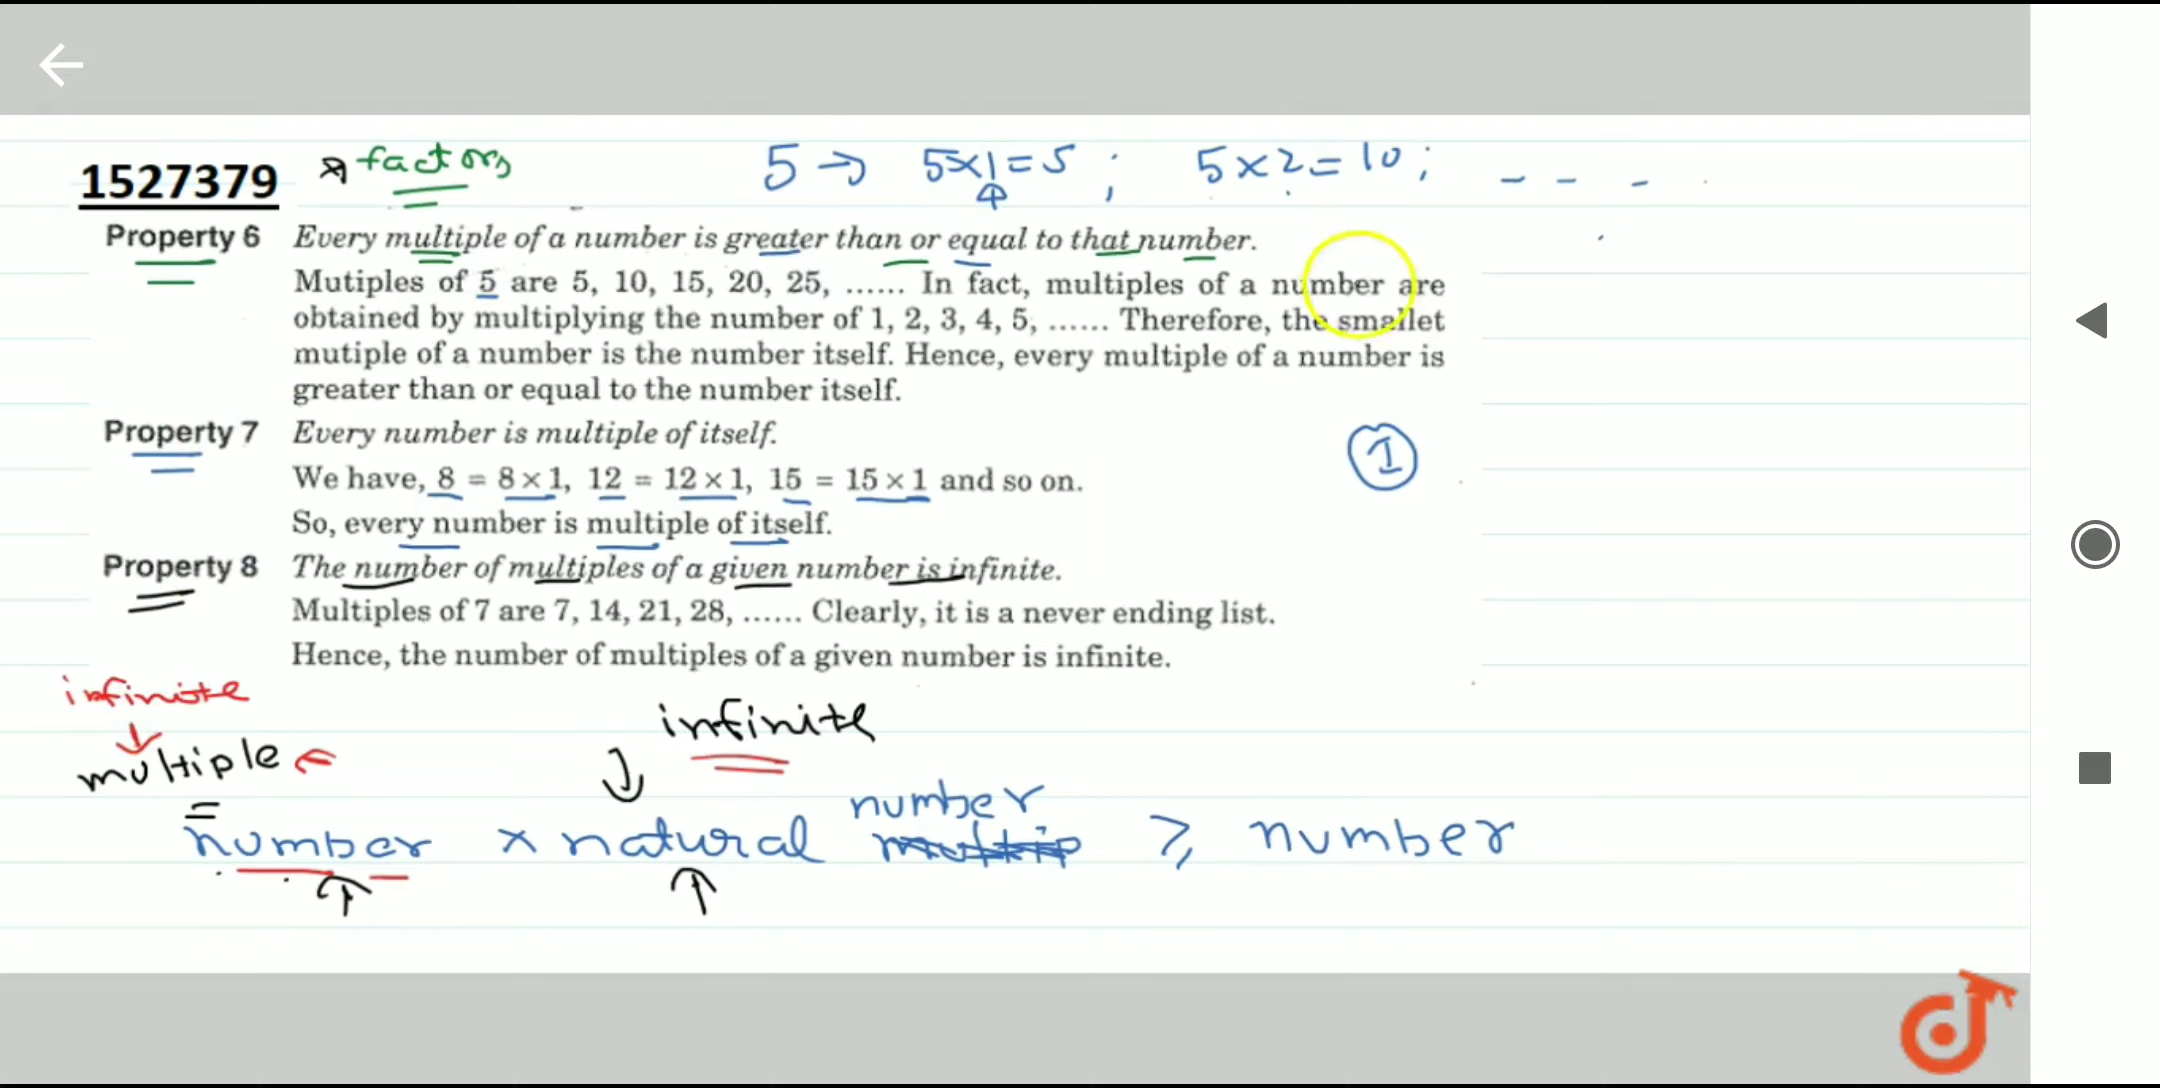 1527379 factors 5 → 5×1=5 ; 5×2=10 ; - - -
Property 6 Every multiple of a number is greater than or equal to that number.
Mutiples of 5 are 5, 10, 15, 20, 25, ...... In fact, multiples of a number are
obtained by multiplying the number of 1, 2, 3, 4, 5, ...... Therefore, the smallet
mutiple of a number is the number itself. Hence, every multiple of a number is
greater than or equal to the number itself.
Property 7 Every number is multiple of itself.
1
We have, 8 = 8 × 1, 12 = 12 × 1, 15 = 15 × 1 and so on.
So, every number is multiple of itself.
Property 8 The number of multiples of a given number is infinite.
Multiples of 7 are 7, 14, 21, 28, ...... Clearly, it is a never ending list.
Hence, the number of multiples of a given number is infinite.
infinite
infinite
multiple
number
number × natural ≥ number